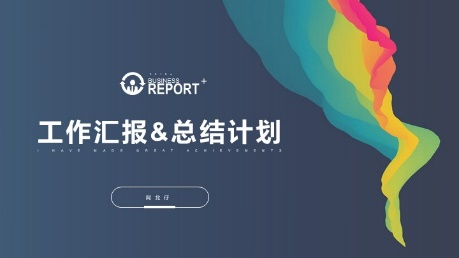 BUSINESS
REPORT+
工作汇报&总结计划
I HAVE MADE GREAT ACHIEVEMENTS